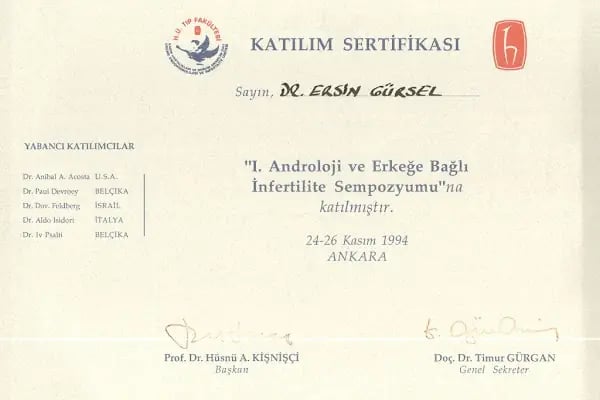 H.Ü. TIP FAKÜLTESİ
KATILIM SERTİFİKASI
Sayın, DR. ERSİN GÜRSEL
YABANCI KATILIMCILAR
Dr. Anibal A. Acosta U.S.A.
Dr. Paul Devroey BELÇİKA
Dr. Dov. Feldberg İSRAİL
Dr. Aldo Isidori İTALYA
Dr. Iv Psalti BELÇİKA
"I. Androloji ve Erkeğe Bağlı
İnfertilite Sempozyumu"na
katılmıştır.
24-26 Kasım 1994
ANKARA
Prof. Dr. Hüsnü A. KİŞNİŞÇİ
Başkan
Doç. Dr. Timur GÜRGAN
Genel Sekreter